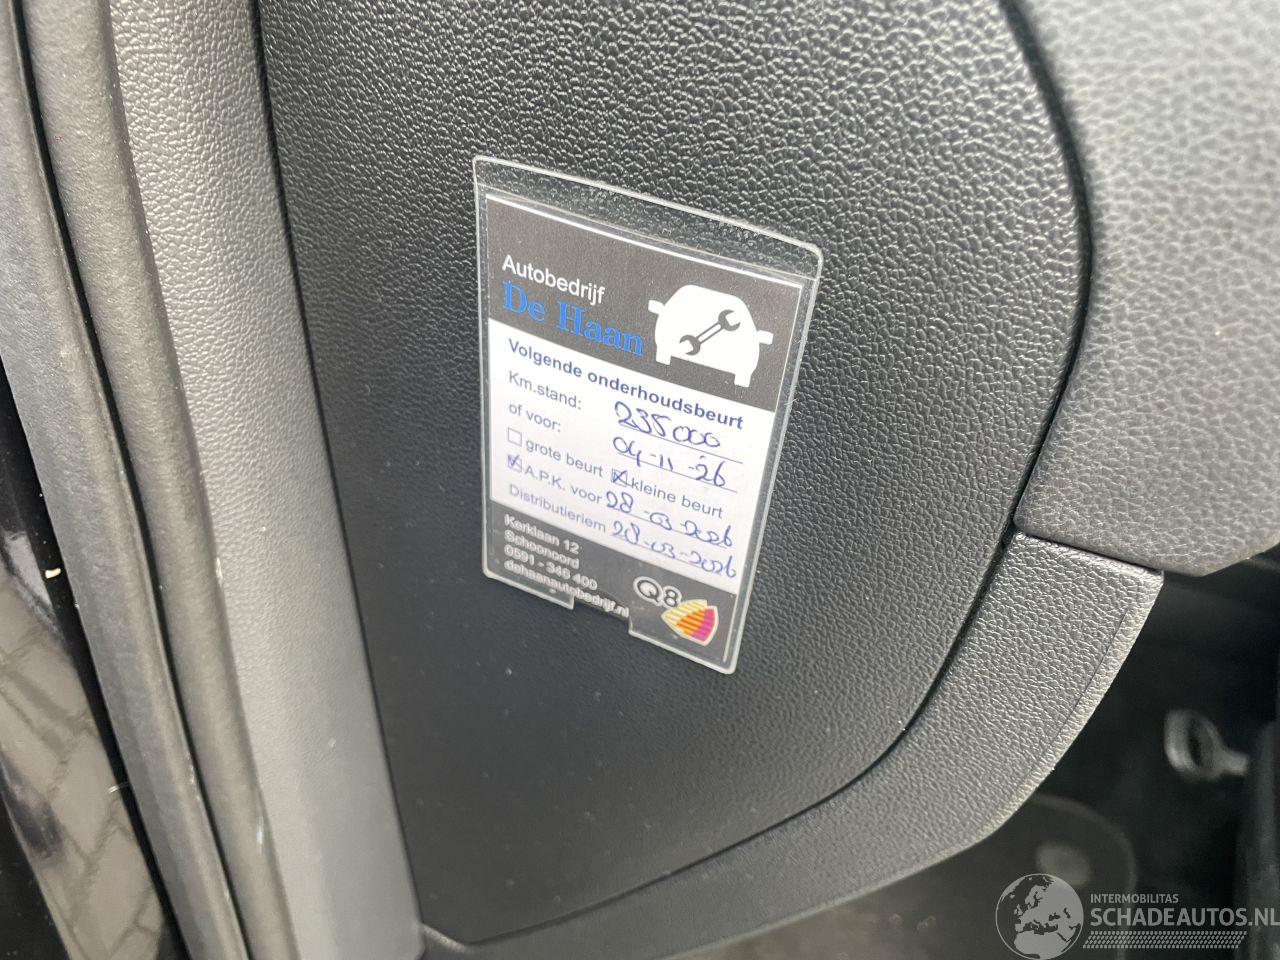 Autobedrijf
De Haan
Volgende onderhoudsbeurt
Km.stand: 235000
of voor: 04-11-26
grote beurt kleine beurt
A.P.K. voor 28-03-2026
Distributieriem 28-03-2026
Kerklaan 12
Schoonoord
0591 - 346 400
dehaanautobedrijf.nl
Q8
INTERMOBILITAS
SCHADEAUTOS.NL